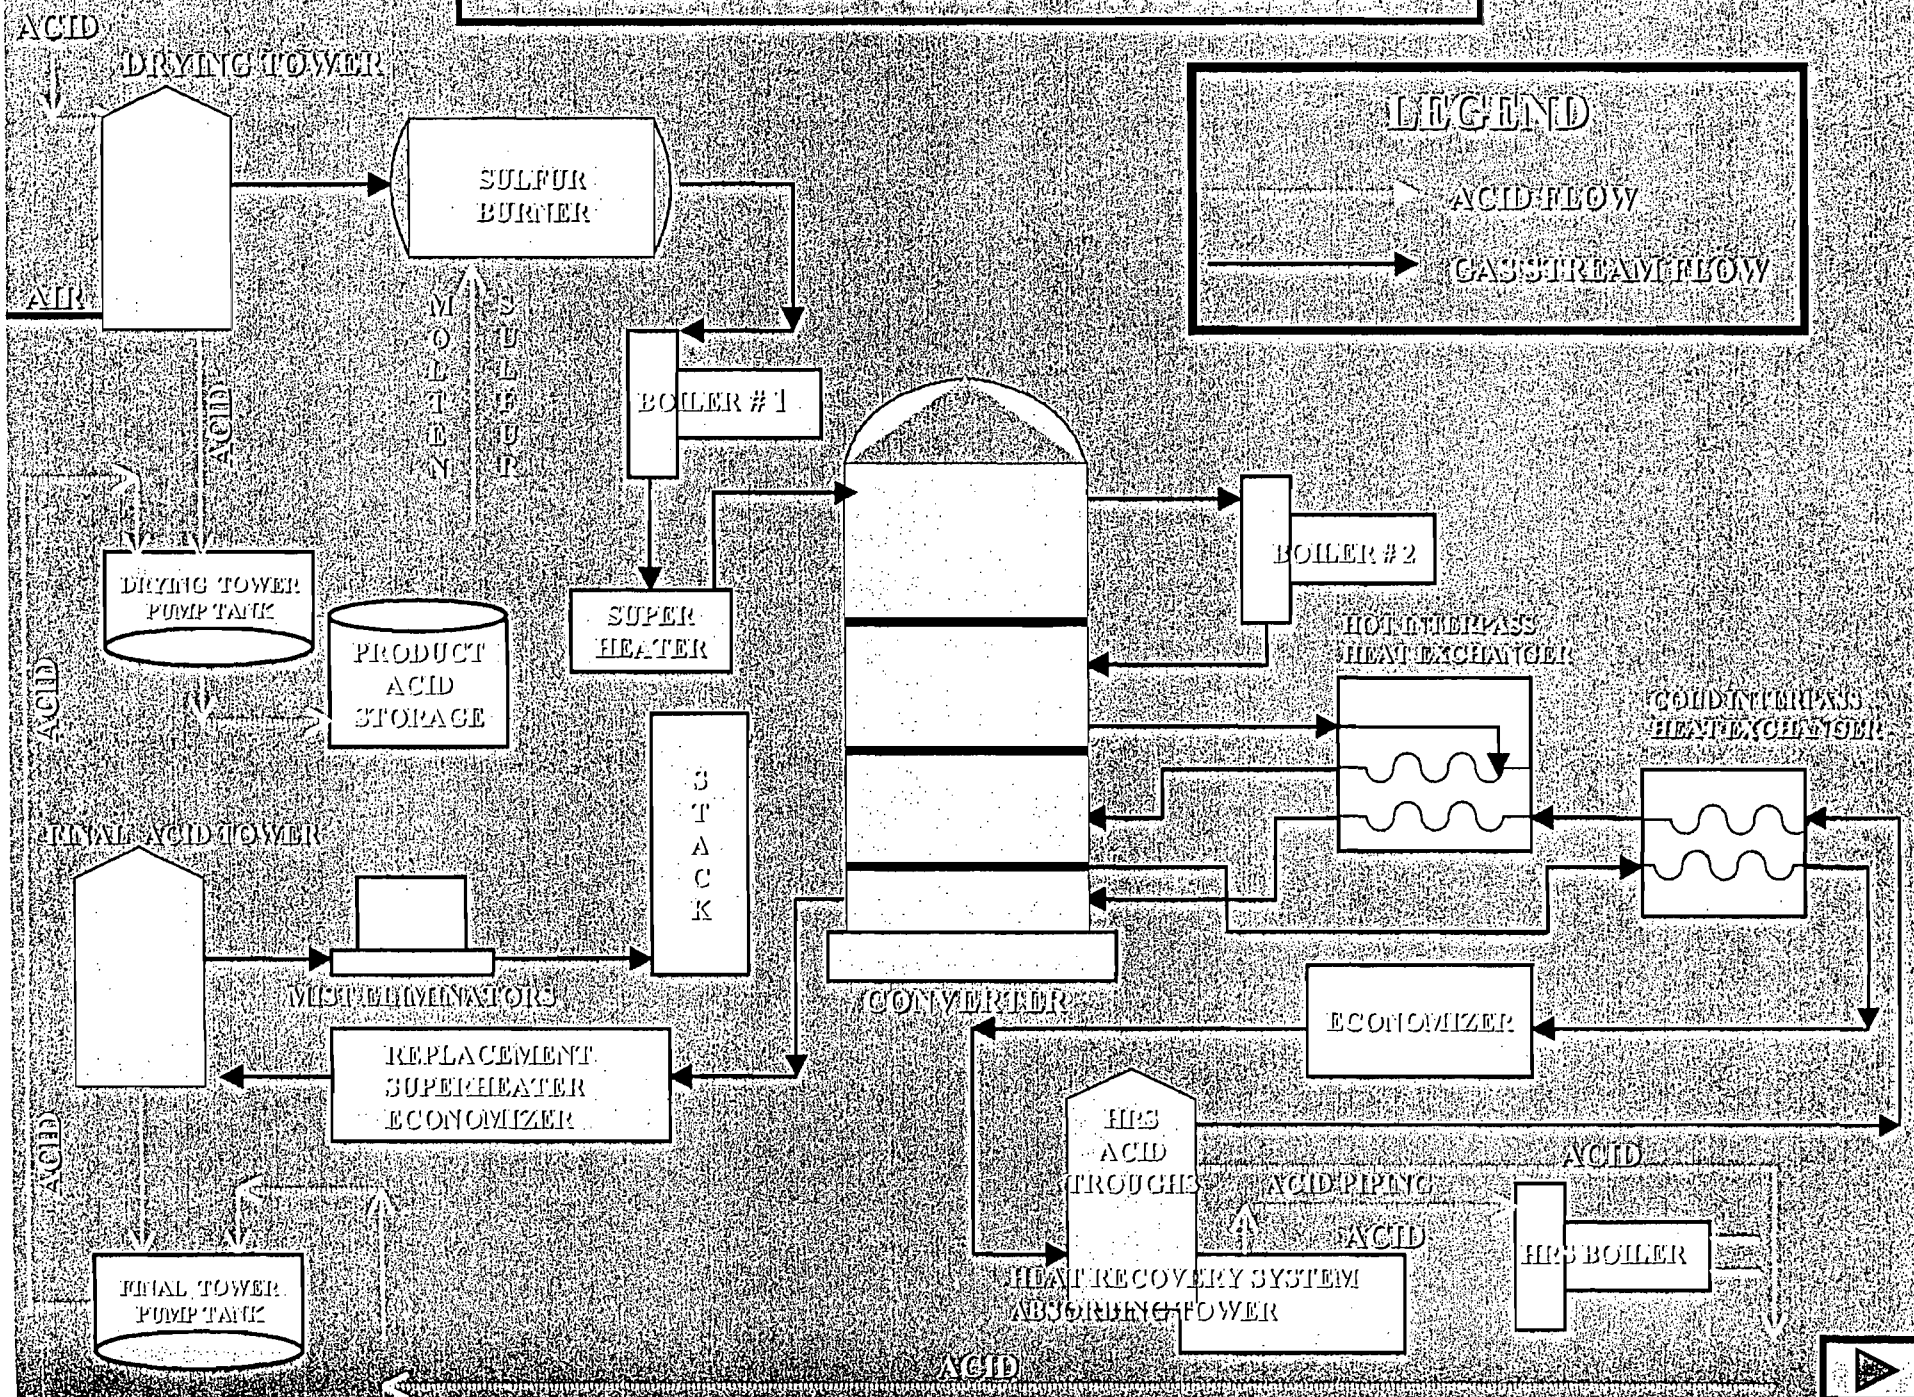 ACID
DRYING TOWER
LEGEND
ACID FLOW
GAS STREAM FLOW
SULFUR
BURNER
AIR
MOLTEN
SULFUR
ACID
BOILER # 1
BOILER # 2
DRYING TOWER
PUMP TANK
PRODUCT
ACID
STORAGE
SUPER
HEATER
HOT INTERPASS
HEAT EXCHANGER
COLD INTERPASS
HEAT EXCHANGER
ACID
STACK
FINAL ACID TOWER
MIST ELIMINATORS
CONVERTER
ECONOMIZER
REPLACEMENT
SUPERHEATER
ECONOMIZER
ACID
HRS
ACID
TROUGHS
ACID
ACID PIPING
ACID
HRS BOILER
HEAT RECOVERY SYSTEM
ABSORBING TOWER
FINAL TOWER
PUMP TANK
ACID